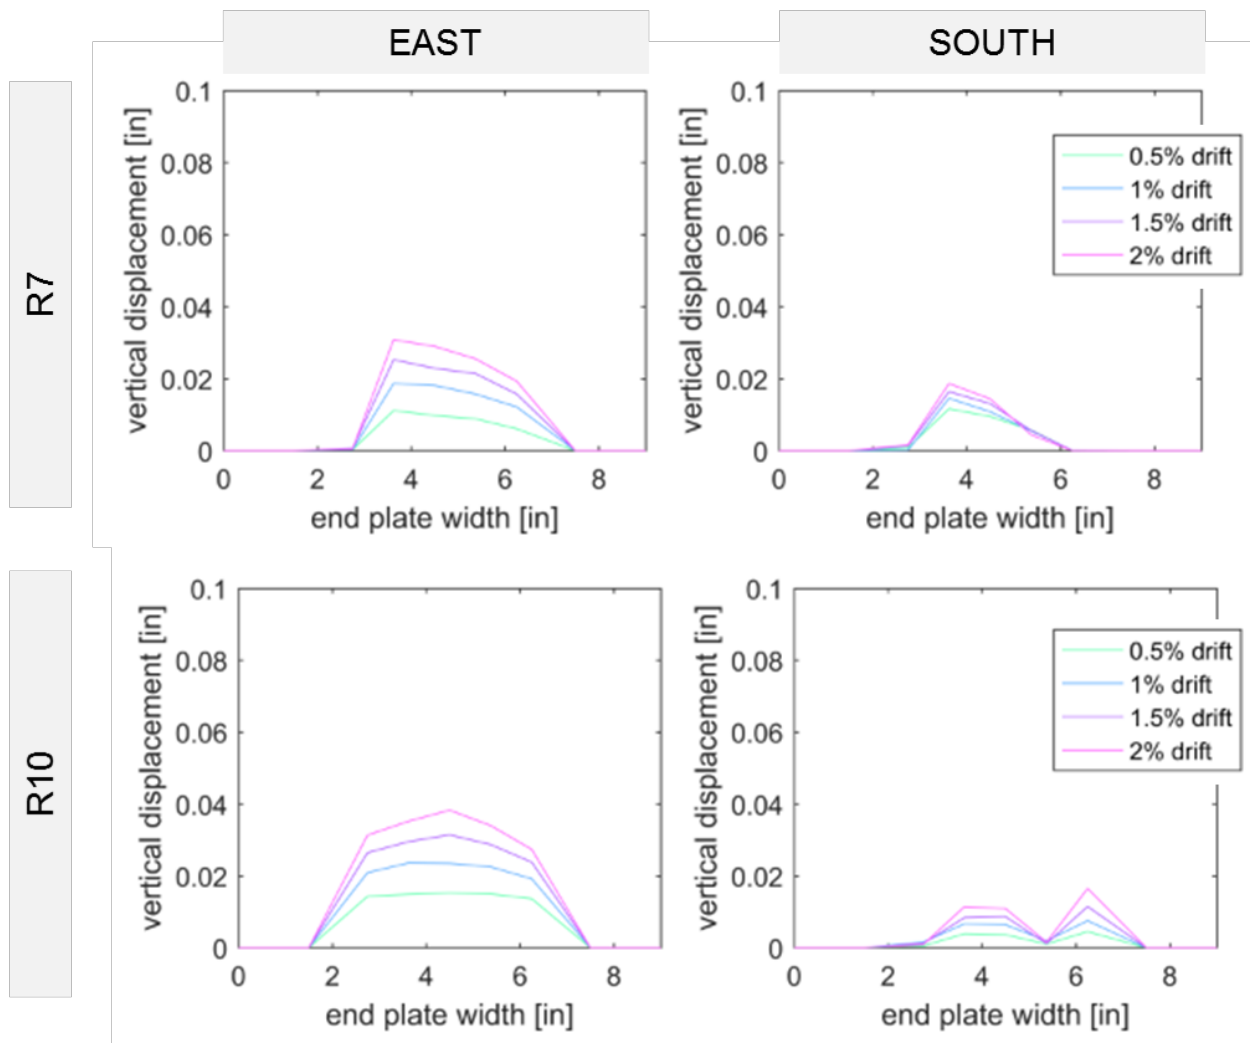 EAST
SOUTH
R7
vertical displacement [in]
0.1
0.08
0.06
0.04
0.02
0
0 2 4 6 8
end plate width [in]
vertical displacement [in]
0.1
0.08
0.06
0.04
0.02
0
0 2 4 6 8
end plate width [in]
0.5% drift
1% drift
1.5% drift
2% drift
R10
vertical displacement [in]
0.1
0.08
0.06
0.04
0.02
0
0 2 4 6 8
end plate width [in]
vertical displacement [in]
0.1
0.08
0.06
0.04
0.02
0
0 2 4 6 8
end plate width [in]
0.5% drift
1% drift
1.5% drift
2% drift